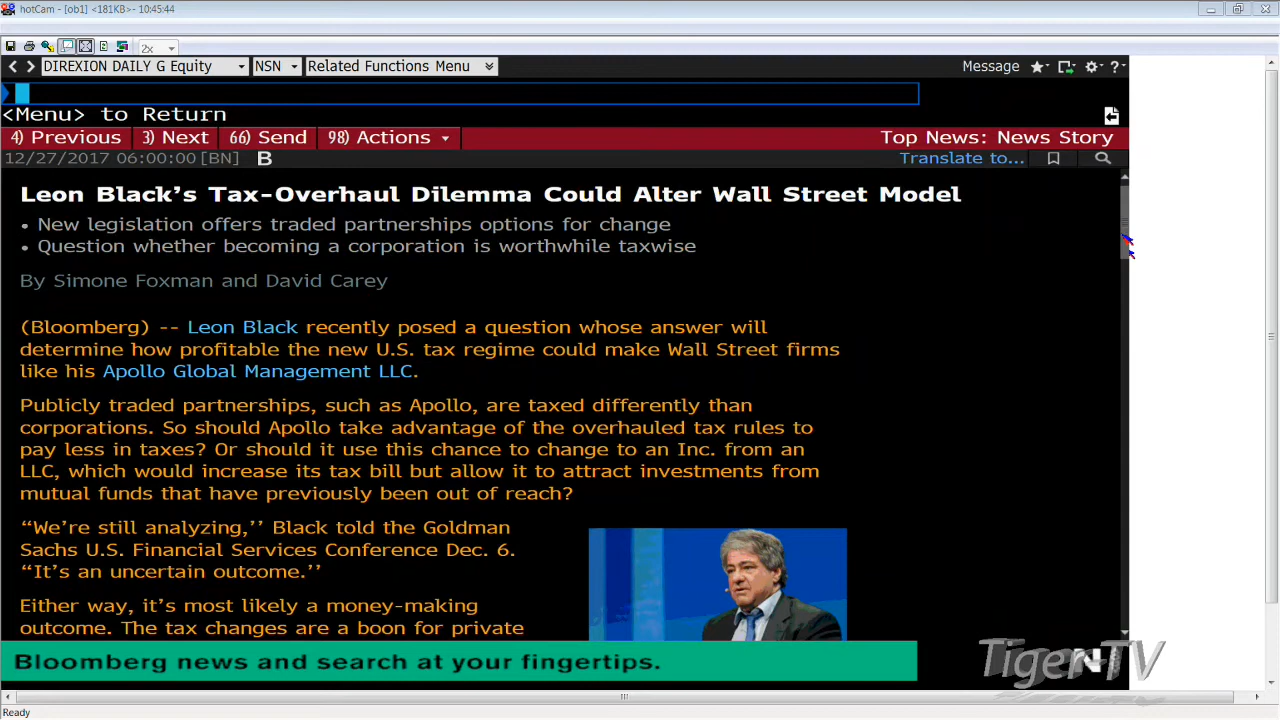 hotCam - [ob1] <181KB> - 10:45:44
2x
DIREXION DAILY G Equity NSN Related Functions Menu Message ?
<Menu> to Return
4) Previous 3) Next 66) Send 98) Actions Top News: News Story
12/27/2017 06:00:00 [BN] B Translate to...
Leon Black's Tax-Overhaul Dilemma Could Alter Wall Street Model
• New legislation offers traded partnerships options for change
• Question whether becoming a corporation is worthwhile taxwise
By Simone Foxman and David Carey
(Bloomberg) -- Leon Black recently posed a question whose answer will
determine how profitable the new U.S. tax regime could make Wall Street firms
like his Apollo Global Management LLC.
Publicly traded partnerships, such as Apollo, are taxed differently than
corporations. So should Apollo take advantage of the overhauled tax rules to
pay less in taxes? Or should it use this chance to change to an Inc. from an
LLC, which would increase its tax bill but allow it to attract investments from
mutual funds that have previously been out of reach?
“We're still analyzing,’’ Black told the Goldman
Sachs U.S. Financial Services Conference Dec. 6.
“It's an uncertain outcome.’’
Either way, it's most likely a money-making
outcome. The tax changes are a boon for private
Bloomberg news and search at your fingertips.
TigerTV
Ready